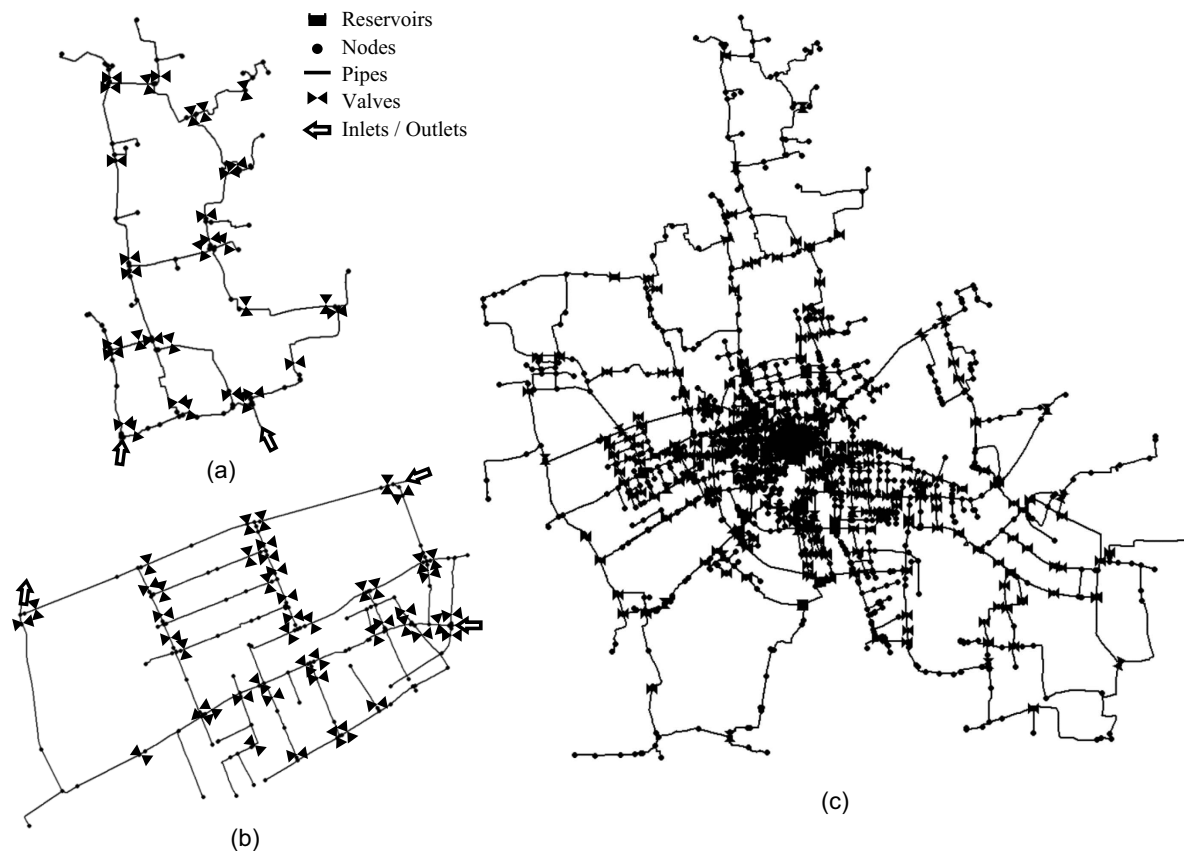 Reservoirs
Nodes
Pipes
Valves
Inlets / Outlets
(a)
(b)
(c)